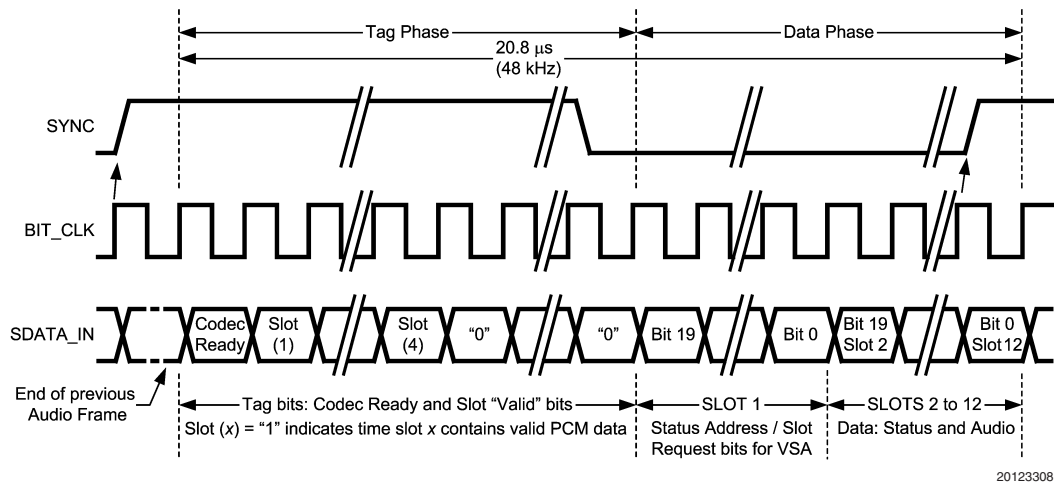 Tag Phase
Data Phase
20.8 μs
(48 kHz)
SYNC
BIT_CLK
SDATA_IN
Codec
Ready
Slot
(1)
Slot
(4)
“0”
“0”
Bit 19
Bit 0
Bit 19
Slot 2
Bit 0
Slot 12
End of previous
Audio Frame
Tag bits: Codec Ready and Slot “Valid” bits
Slot (x) = “1” indicates time slot x contains valid PCM data
SLOT 1
Status Address / Slot
Request bits for VSA
SLOTS 2 to 12
Data: Status and Audio
20123308